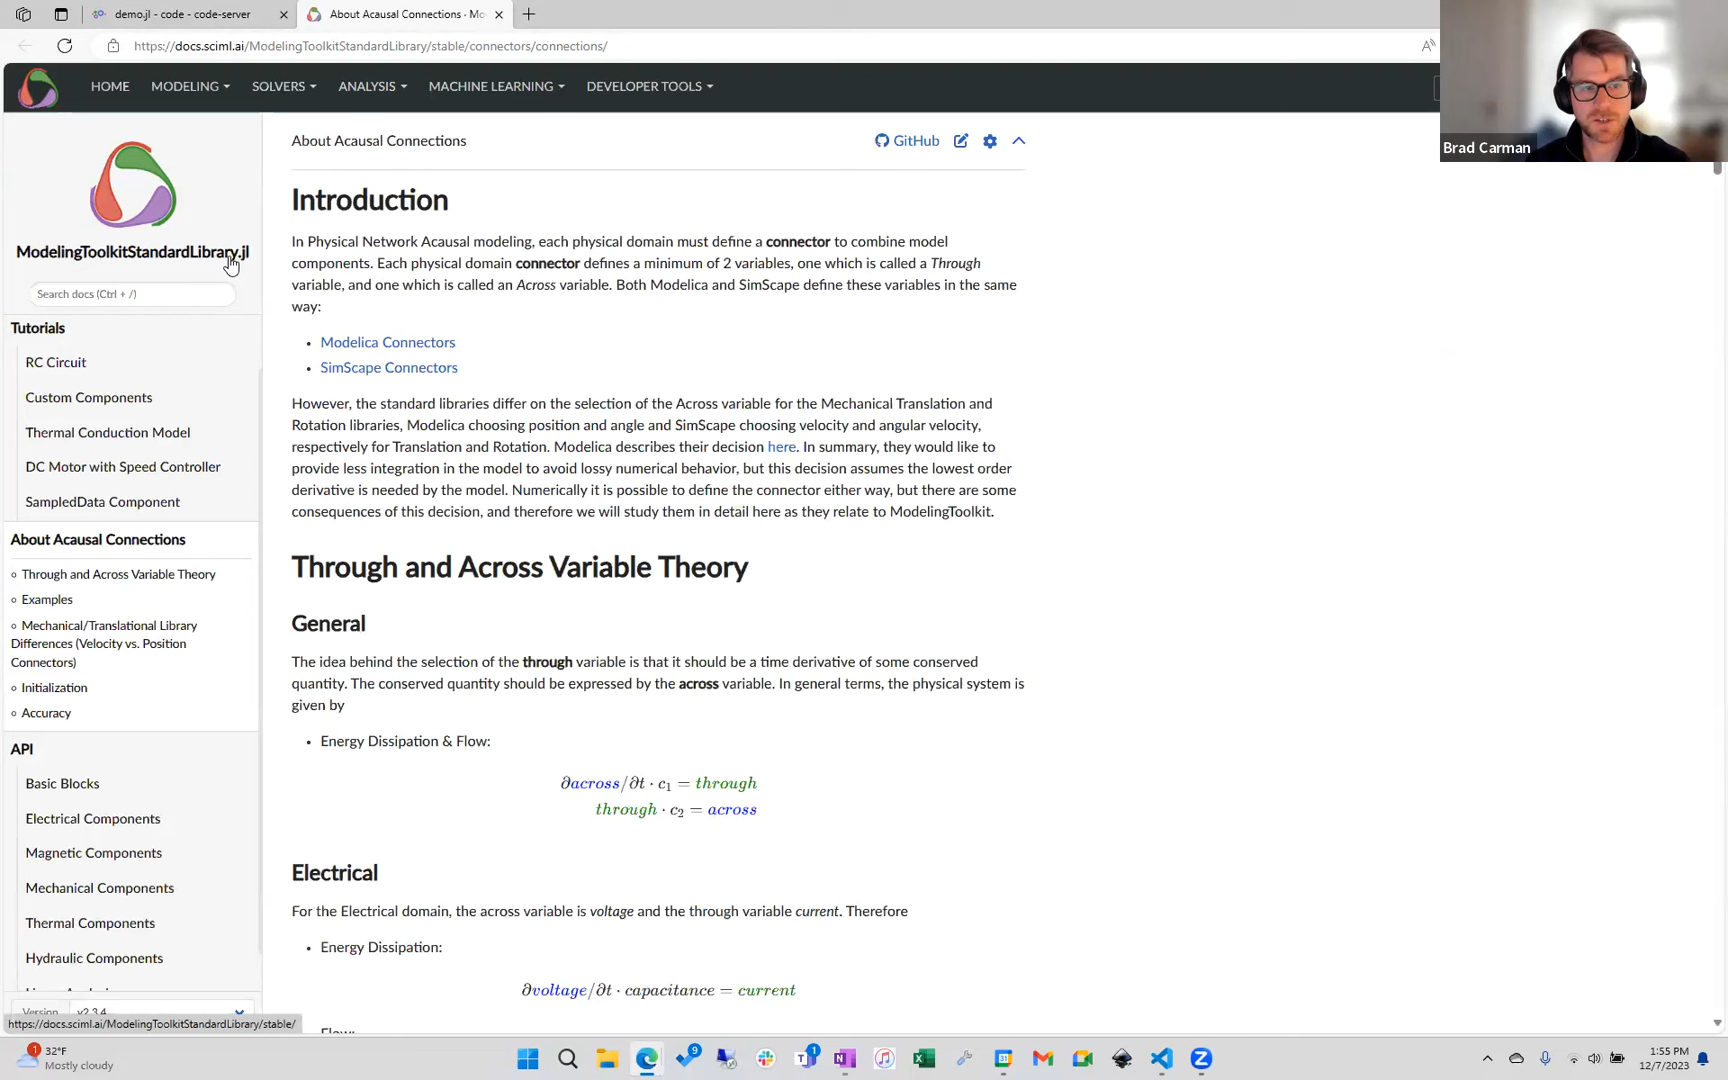 demo.jl - code - code-server
About Acausal Connections · Mo
https://docs.sciml.ai/ModelingToolkitStandardLibrary/stable/connectors/connections/
HOME MODELING SOLVERS ANALYSIS MACHINE LEARNING DEVELOPER TOOLS
Brad Carman
ModelingToolkitStandardLibrary.jl
Search docs (Ctrl + /)
Tutorials
RC Circuit
Custom Components
Thermal Conduction Model
DC Motor with Speed Controller
SampledData Component
About Acausal Connections
Through and Across Variable Theory
Examples
Mechanical/Translational Library
Differences (Velocity vs. Position
Connectors)
Initialization
Accuracy
API
Basic Blocks
Electrical Components
Magnetic Components
Mechanical Components
Thermal Components
Hydraulic Components
Version v2.3.4
https://docs.sciml.ai/ModelingToolkitStandardLibrary/stable/
About Acausal Connections GitHub
Introduction
In Physical Network Acausal modeling, each physical domain must define a connector to combine model
components. Each physical domain connector defines a minimum of 2 variables, one which is called a Through
variable, and one which is called an Across variable. Both Modelica and SimScape define these variables in the same
way:
• Modelica Connectors
• SimScape Connectors
However, the standard libraries differ on the selection of the Across variable for the Mechanical Translation and
Rotation libraries, Modelica choosing position and angle and SimScape choosing velocity and angular velocity,
respectively for Translation and Rotation. Modelica describes their decision here. In summary, they would like to
provide less integration in the model to avoid lossy numerical behavior, but this decision assumes the lowest order
derivative is needed by the model. Numerically it is possible to define the connector either way, but there are some
consequences of this decision, and therefore we will study them in detail here as they relate to ModelingToolkit.
Through and Across Variable Theory
General
The idea behind the selection of the through variable is that it should be a time derivative of some conserved
quantity. The conserved quantity should be expressed by the across variable. In general terms, the physical system is
given by
• Energy Dissipation & Flow:
∂across/∂t · c₁ = through
through · c₂ = across
Electrical
For the Electrical domain, the across variable is voltage and the through variable current. Therefore
• Energy Dissipation:
∂voltage/∂t · capacitance = current
• Flow:
1
32°F
Mostly cloudy
9
1
1:55 PM
12/7/2023